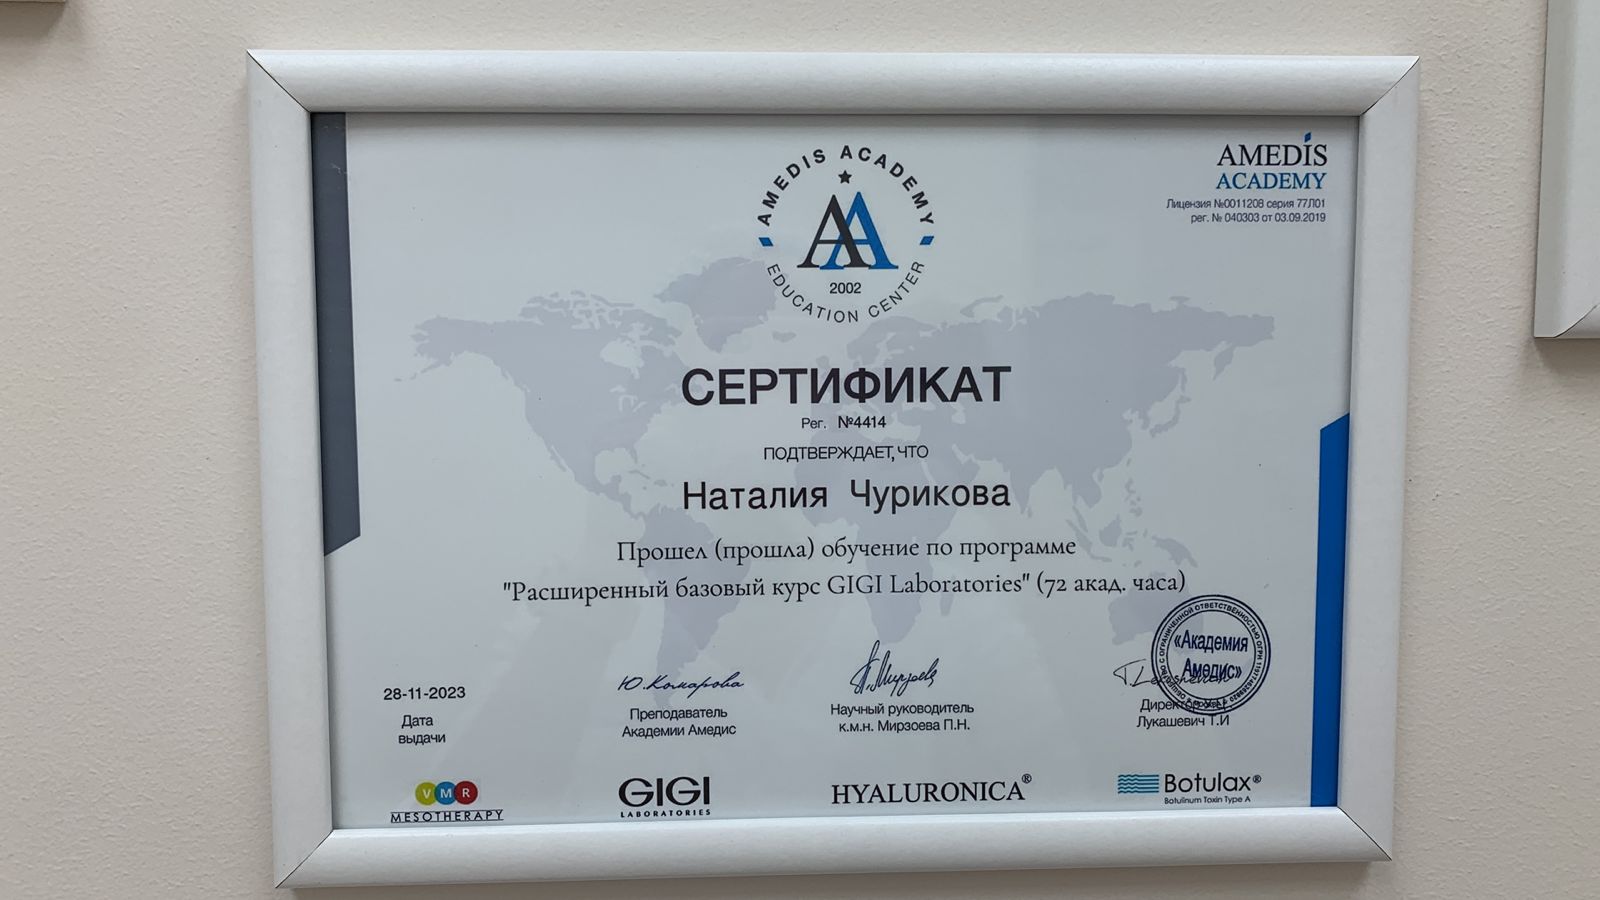 AMEDIS ACADEMY
AA
2002
EDUCATION CENTER
AMEDIS
ACADEMY
Лицензия №0011208 серия 77Л01
рег. № 040303 от 03.09.2019
СЕРТИФИКАТ
Рег. №4414
ПОДТВЕРЖДАЕТ, ЧТО
Наталия Чурикова
Прошел (прошла) обучение по программе
"Расширенный базовый курс GIGI Laboratories" (72 акад. часа)
«Академия
Амедис»
28-11-2023
Дата
выдачи
Ю.Комарова
Преподаватель
Академии Амедис
Научный руководитель
к.м.н. Мирзоева П.Н.
Лукашевич Т.И
VMR
MESOTHERAPY
GIGI
LABORATORIES
HYALURONICA®
Botulax®
Botulinum Toxin Type A